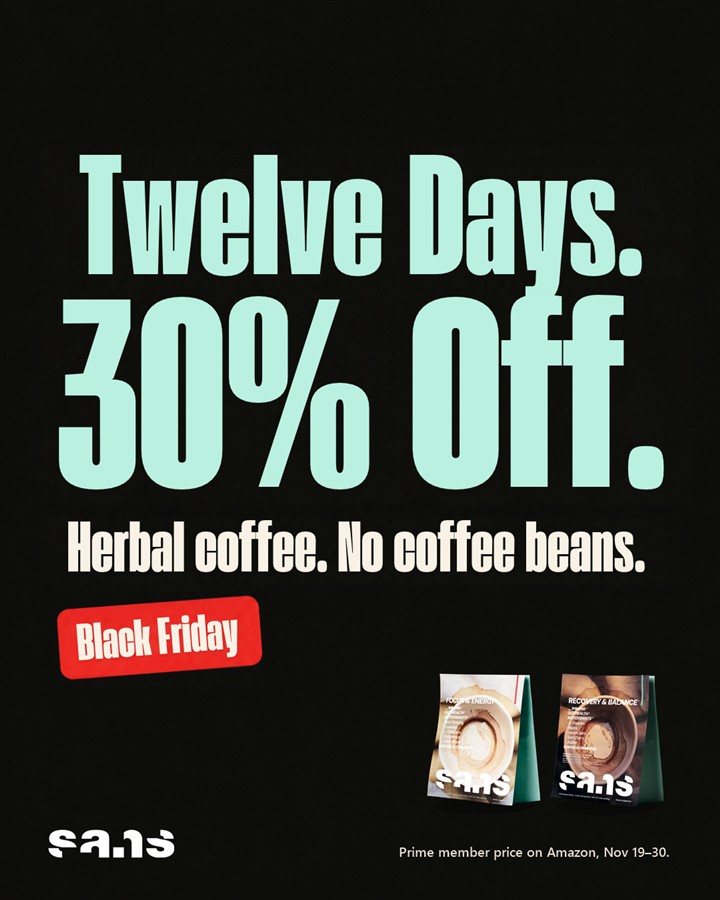 Twelve Days.
30% Off.
Herbal coffee. No coffee beans.
Black Friday
FOCUS & ENERGY
sans
RECOVERY & BALANCE
sans
sans
Prime member price on Amazon, Nov 19–30.